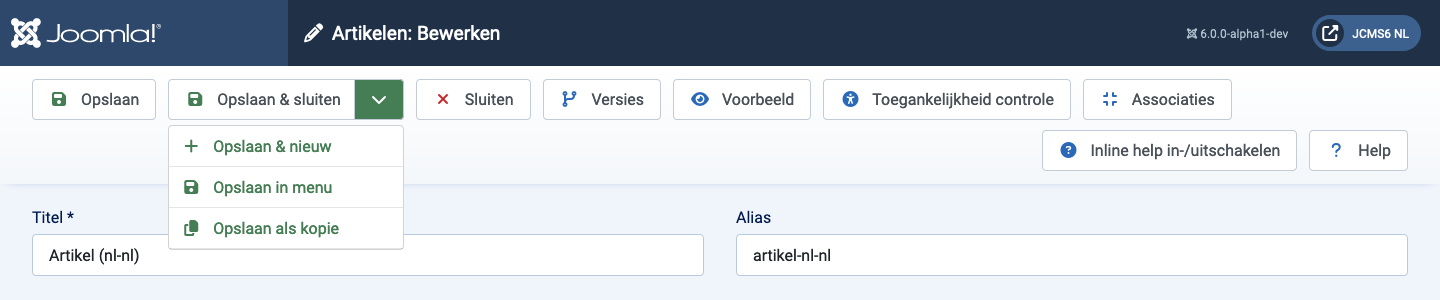 Joomla!® Artikelen: Bewerken 6.0.0-alpha1-dev JCMS6 NL
Opslaan Opslaan & sluiten Sluiten Versies Voorbeeld Toegankelijkheid controle Associaties
Opslaan & nieuw
Opslaan in menu
Opslaan als kopie
Inline help in-/uitschakelen ? Help
Titel * Alias
Artikel (nl-nl) artikel-nl-nl